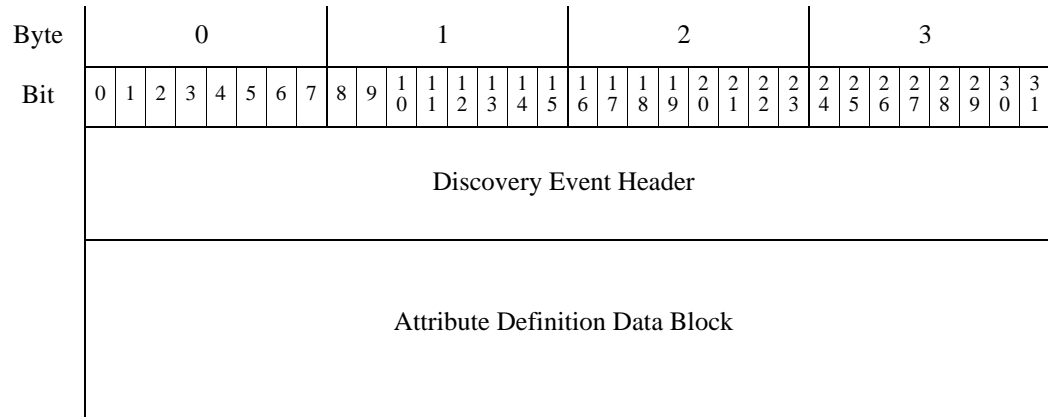 Byte 0 1 2 3
Bit 0 1 2 3 4 5 6 7 8 9 10 11 12 13 14 15 16 17 18 19 20 21 22 23 24 25 26 27 28 29 30 31
Discovery Event Header
Attribute Definition Data Block